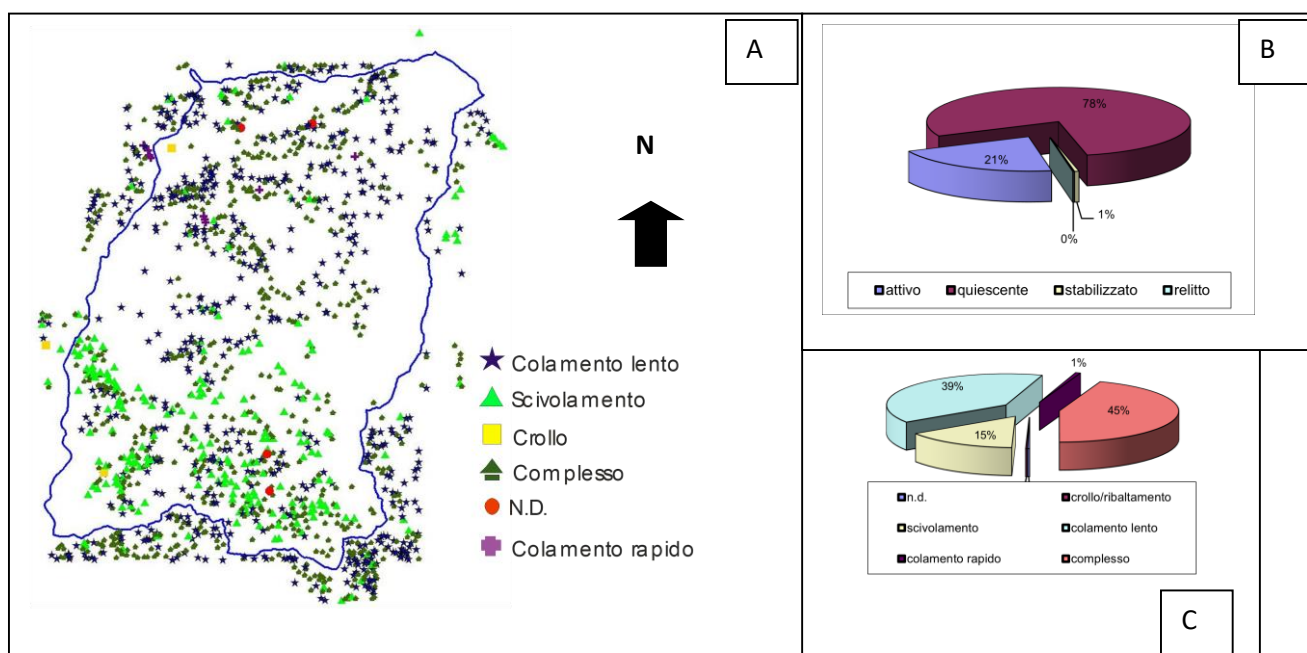 A
N
Colamento lento
Scivolamento
Crollo
Complesso
N.D.
Colamento rapido
B
78%
21%
1%
0%
attivo quiescente stabilizzato relitto
1%
39%
45%
15%
n.d. crollo/ribaltamento
scivolamento colamento lento
colamento rapido complesso
C